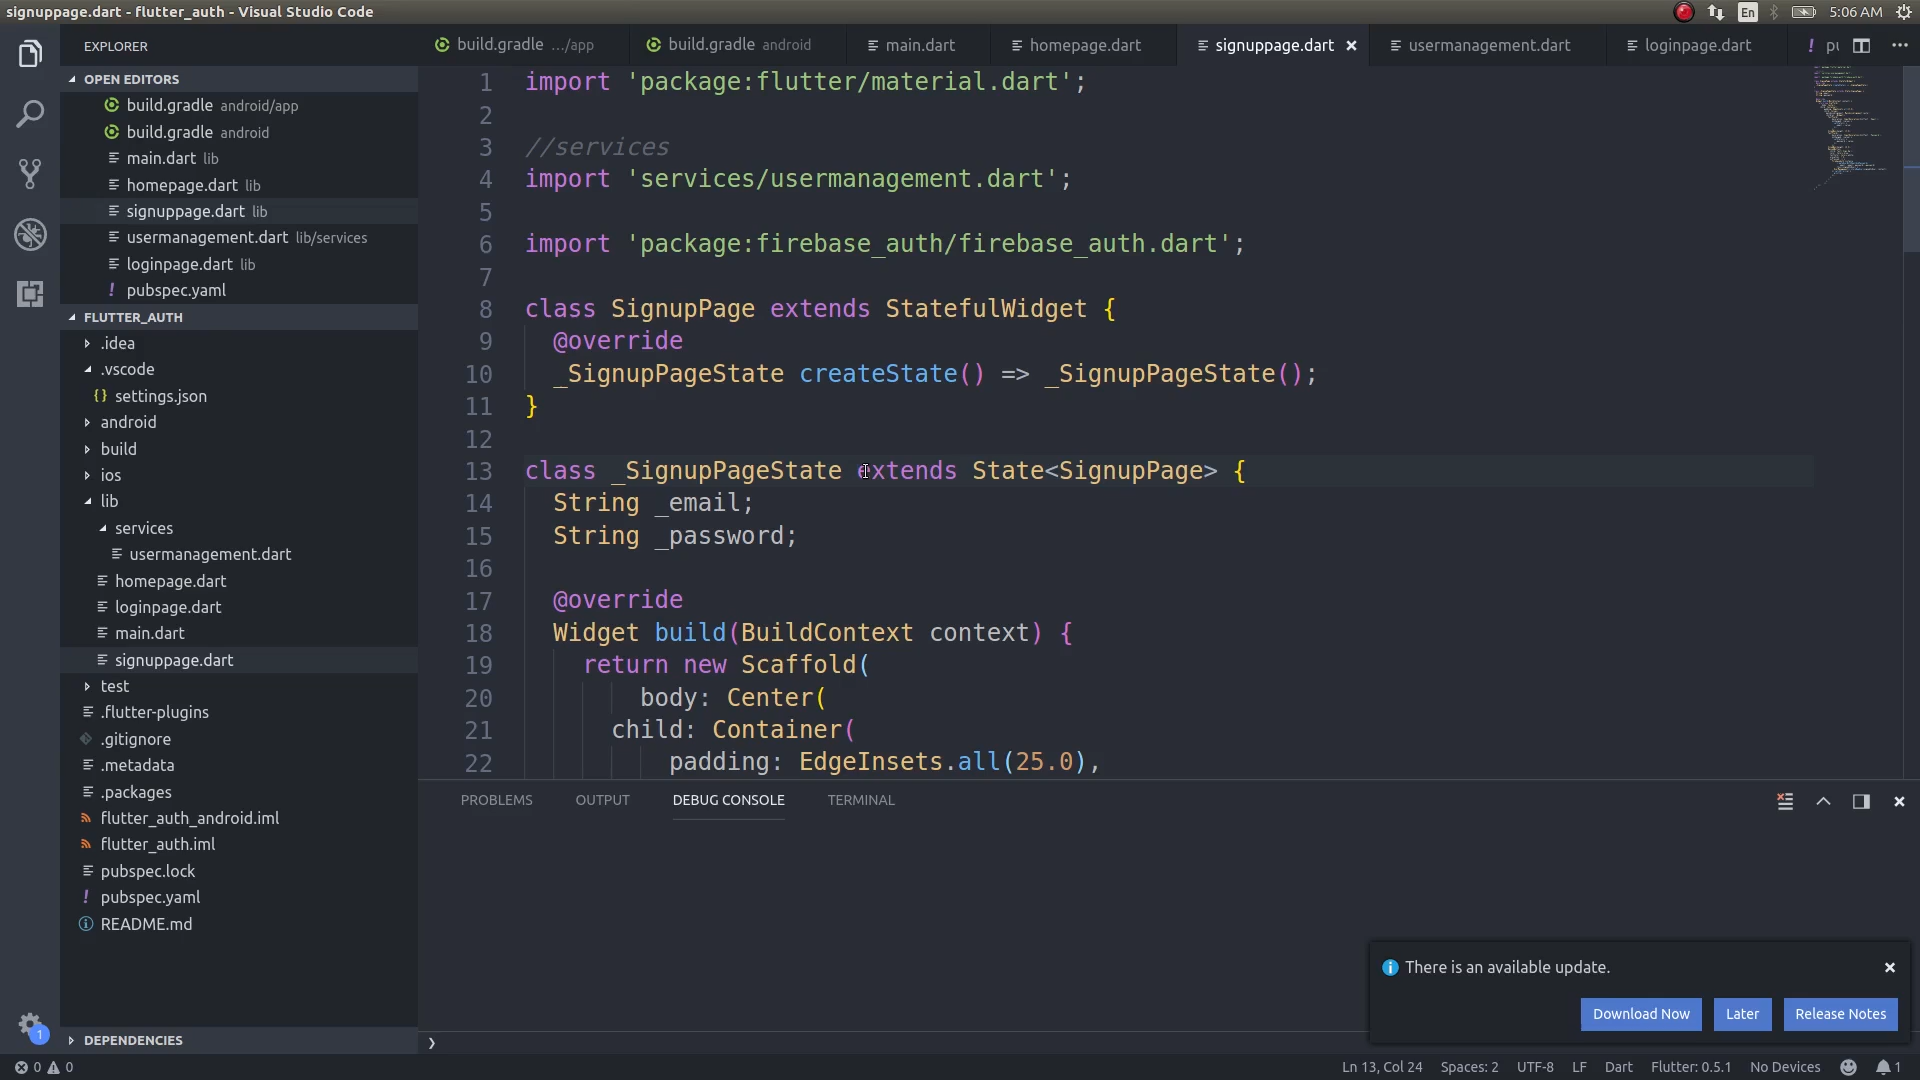 signuppage.dart - flutter_auth - Visual Studio Code
En
5:06 AM
EXPLORER
OPEN EDITORS
build.gradle android/app
build.gradle android
main.dart lib
homepage.dart lib
signuppage.dart lib
usermanagement.dart lib/services
loginpage.dart lib
! pubspec.yaml
FLUTTER_AUTH
.idea
.vscode
{} settings.json
android
build
ios
lib
services
usermanagement.dart
homepage.dart
loginpage.dart
main.dart
signuppage.dart
test
.flutter-plugins
.gitignore
.metadata
.packages
flutter_auth_android.iml
flutter_auth.iml
pubspec.lock
! pubspec.yaml
README.md
DEPENDENCIES
1
build.gradle .../app
build.gradle android
main.dart
homepage.dart
signuppage.dart
usermanagement.dart
loginpage.dart
! pu
1 import 'package:flutter/material.dart';
2
3 //services
4 import 'services/usermanagement.dart';
5
6 import 'package:firebase_auth/firebase_auth.dart';
7
8 class SignupPage extends StatefulWidget {
9 @override
10 _SignupPageState createState() => _SignupPageState();
11 }
12
13 class _SignupPageState extends State<SignupPage> {
14 String _email;
15 String _password;
16
17 @override
18 Widget build(BuildContext context) {
19 return new Scaffold(
20 body: Center(
21 child: Container(
22 padding: EdgeInsets.all(25.0),
PROBLEMS
OUTPUT
DEBUG CONSOLE
TERMINAL
There is an available update.
Download Now
Later
Release Notes
0
0
Ln 13, Col 24
Spaces: 2
UTF-8
LF
Dart
Flutter: 0.5.1
No Devices
1